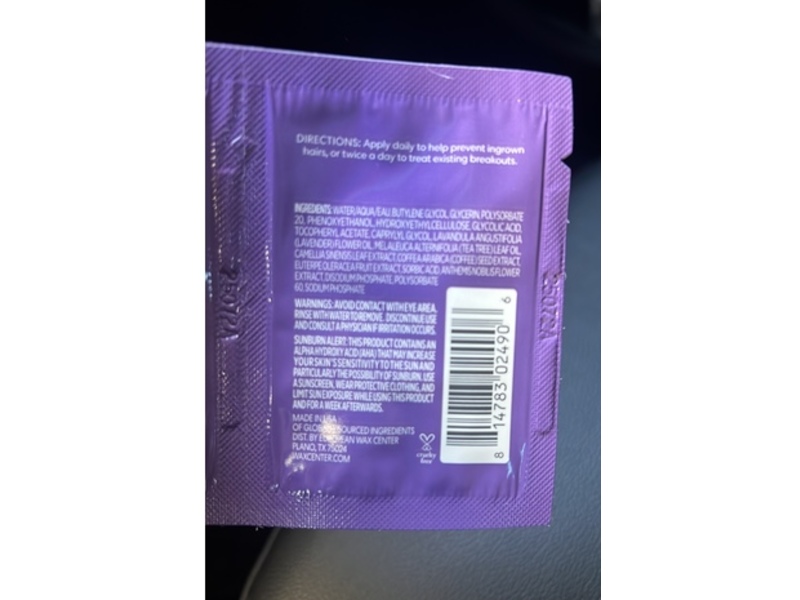 DIRECTIONS: Apply daily to help prevent ingrown
hairs, or twice a day to treat existing breakouts.
INGREDIENTS: WATER/AQUA/EAU, BUTYLENE GLYCOL, GLYCERIN, POLYSORBATE
20, PHENOXYETHANOL, HYDROXYETHYLCELLULOSE, GLYCOLIC ACID,
TOCOPHERYL ACETATE, CAPRYLYL GLYCOL, LAVANDULA ANGUSTIFOLIA
(LAVENDER) FLOWER OIL, MELALEUCA ALTERNIFOLIA (TEA TREE) LEAF OIL,
CAMELLIA SINENSIS LEAF EXTRACT, COFFEA ARABICA (COFFEE) SEED EXTRACT,
EUTERPE OLERACEA FRUIT EXTRACT, SORBIC ACID, ANTHEMIS NOBILIS FLOWER
EXTRACT, DISODIUM PHOSPHATE, POLYSORBATE
60, SODIUM PHOSPHATE
WARNINGS: AVOID CONTACT WITH EYE AREA,
RINSE WITH WATER TO REMOVE. DISCONTINUE USE
AND CONSULT A PHYSICIAN IF IRRITATION OCCURS.
SUNBURN ALERT: THIS PRODUCT CONTAINS AN
ALPHA HYDROXY ACID (AHA) THAT MAY INCREASE
YOUR SKIN'S SENSITIVITY TO THE SUN AND
PARTICULARLY THE POSSIBILITY OF SUNBURN. USE
A SUNSCREEN, WEAR PROTECTIVE CLOTHING, AND
LIMIT SUN EXPOSURE WHILE USING THIS PRODUCT
AND FOR A WEEK AFTERWARDS.
MADE IN
OF SOURCED INGREDIENTS
DIST. BY EUROPEAN WAX CENTER
PLANO, TX 75024
WAXCENTER.COM
cruelty
free
8 14783 02490 6